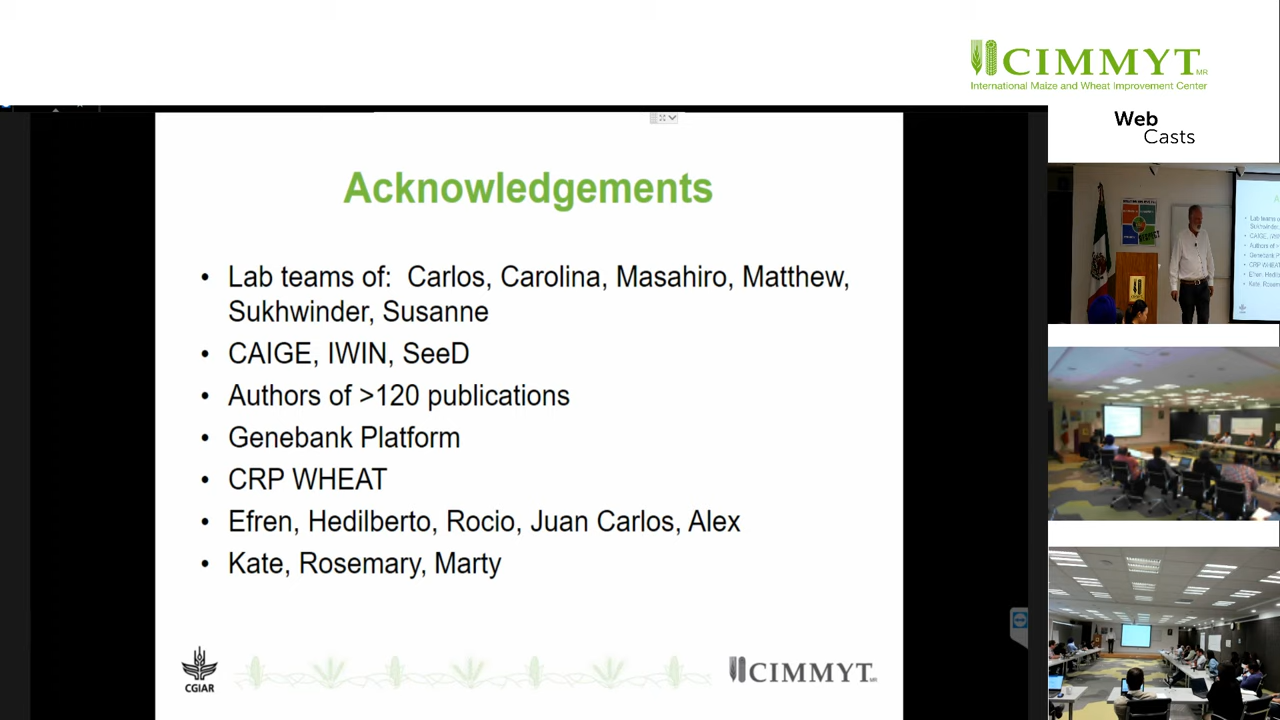 CIMMYT MR
International Maize and Wheat Improvement Center
Web
Casts
Acknowledgements
• Lab teams of: Carlos, Carolina, Masahiro, Matthew,
Sukhwinder, Susanne
• CAIGE, IWIN, SeeD
• Authors of >120 publications
• Genebank Platform
• CRP WHEAT
• Efren, Hedilberto, Rocio, Juan Carlos, Alex
• Kate, Rosemary, Marty
CGIAR
CIMMYT MR